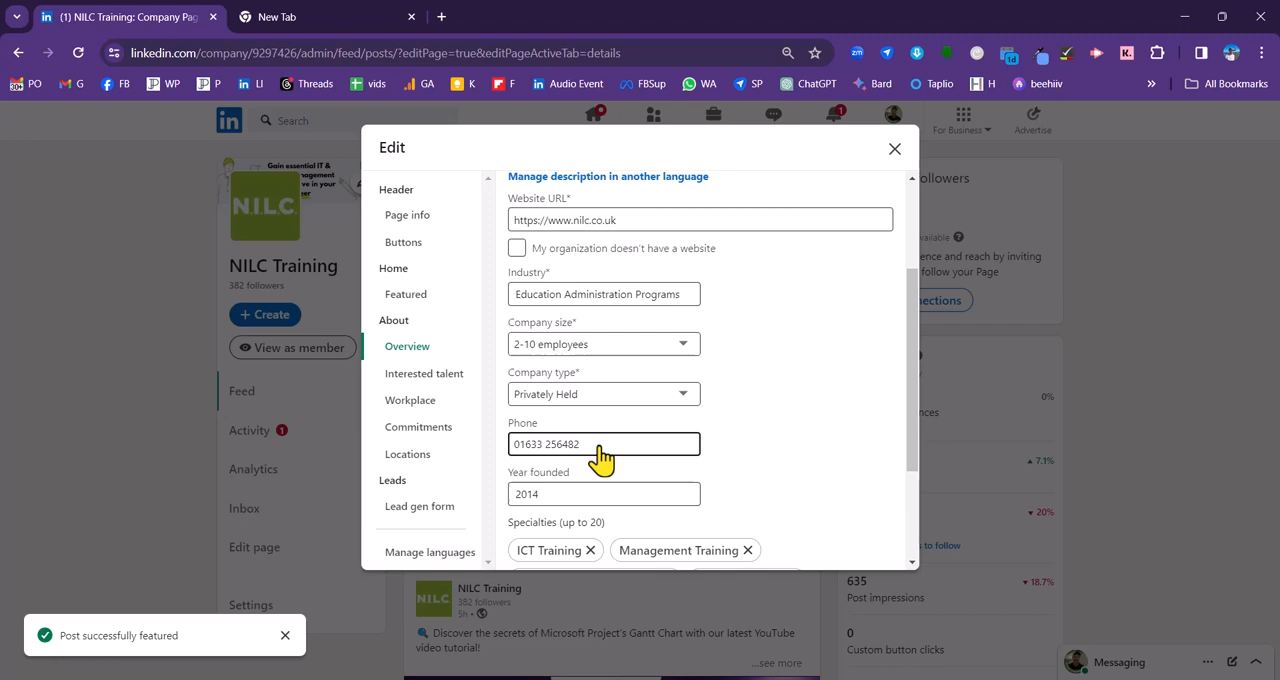 (1) NILC Training: Company Pag
New Tab
linkedin.com/company/9297426/admin/feed/posts/?editPage=true&editPageActiveTab=details
PO
G
FB
WP
P
LI
Threads
vids
GA
K
F
Audio Event
FBSup
WA
SP
ChatGPT
Bard
Taplio
H
beehiiv
All Bookmarks
Search
1
For Business
Advertise
Edit
Gain essential IT &
N.I.L.C.
NILC Training
382 followers
+ Create
View as member
Feed
Activity 1
Analytics
Inbox
Edit page
Settings
Header
Page info
Buttons
Home
Featured
About
Overview
Interested talent
Workplace
Commitments
Locations
Leads
Lead gen form
Manage languages
Manage description in another language
Website URL*
https://www.nilc.co.uk
My organization doesn't have a website
Industry*
Education Administration Programs
Company size*
2-10 employees
Company type*
Privately Held
Phone
01633 256482
Year founded
2014
Specialties (up to 20)
ICT Training
Management Training
ollowers
ence and reach by inviting
follow your Page
nections)
0%
nces
7.1%
20%
s to follow
635
18.7%
Post impressions
0
Custom button clicks
NILC
NILC Training
382 followers
5h •
Discover the secrets of Microsoft Project's Gantt Chart with our latest YouTube
video tutorial!
...see more
Post successfully featured
Messaging